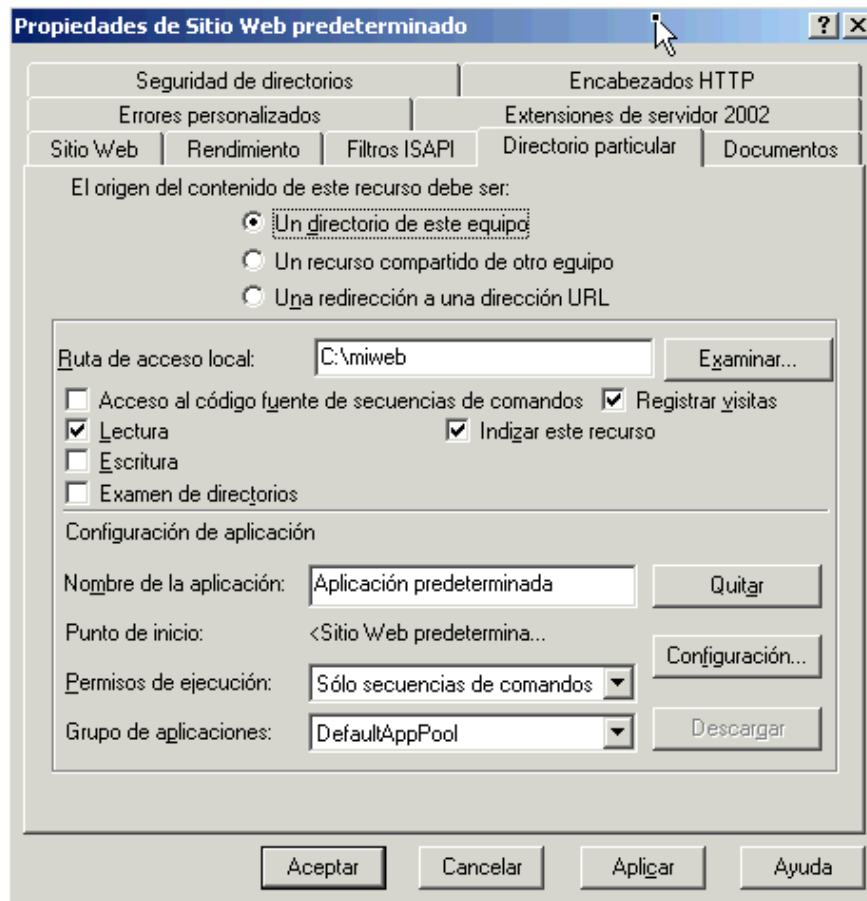 Propiedades de Sitio Web predeterminado
Seguridad de directorios Encabezados HTTP
Errores personalizados Extensiones de servidor 2002
Sitio Web Rendimiento Filtros ISAPI Directorio particular Documentos
El origen del contenido de este recurso debe ser:
Un directorio de este equipo
Un recurso compartido de otro equipo
Una redirección a una dirección URL
Ruta de acceso local: C:\miweb Examinar...
Acceso al código fuente de secuencias de comandos Registrar visitas
Lectura Indizar este recurso
Escritura
Examen de directorios
Configuración de aplicación
Nombre de la aplicación: Aplicación predeterminada Quitar
Punto de inicio: <Sitio Web predetermina...
Configuración...
Permisos de ejecución: Sólo secuencias de comandos
Grupo de aplicaciones: DefaultAppPool Descargar
Aceptar Cancelar Aplicar Ayuda